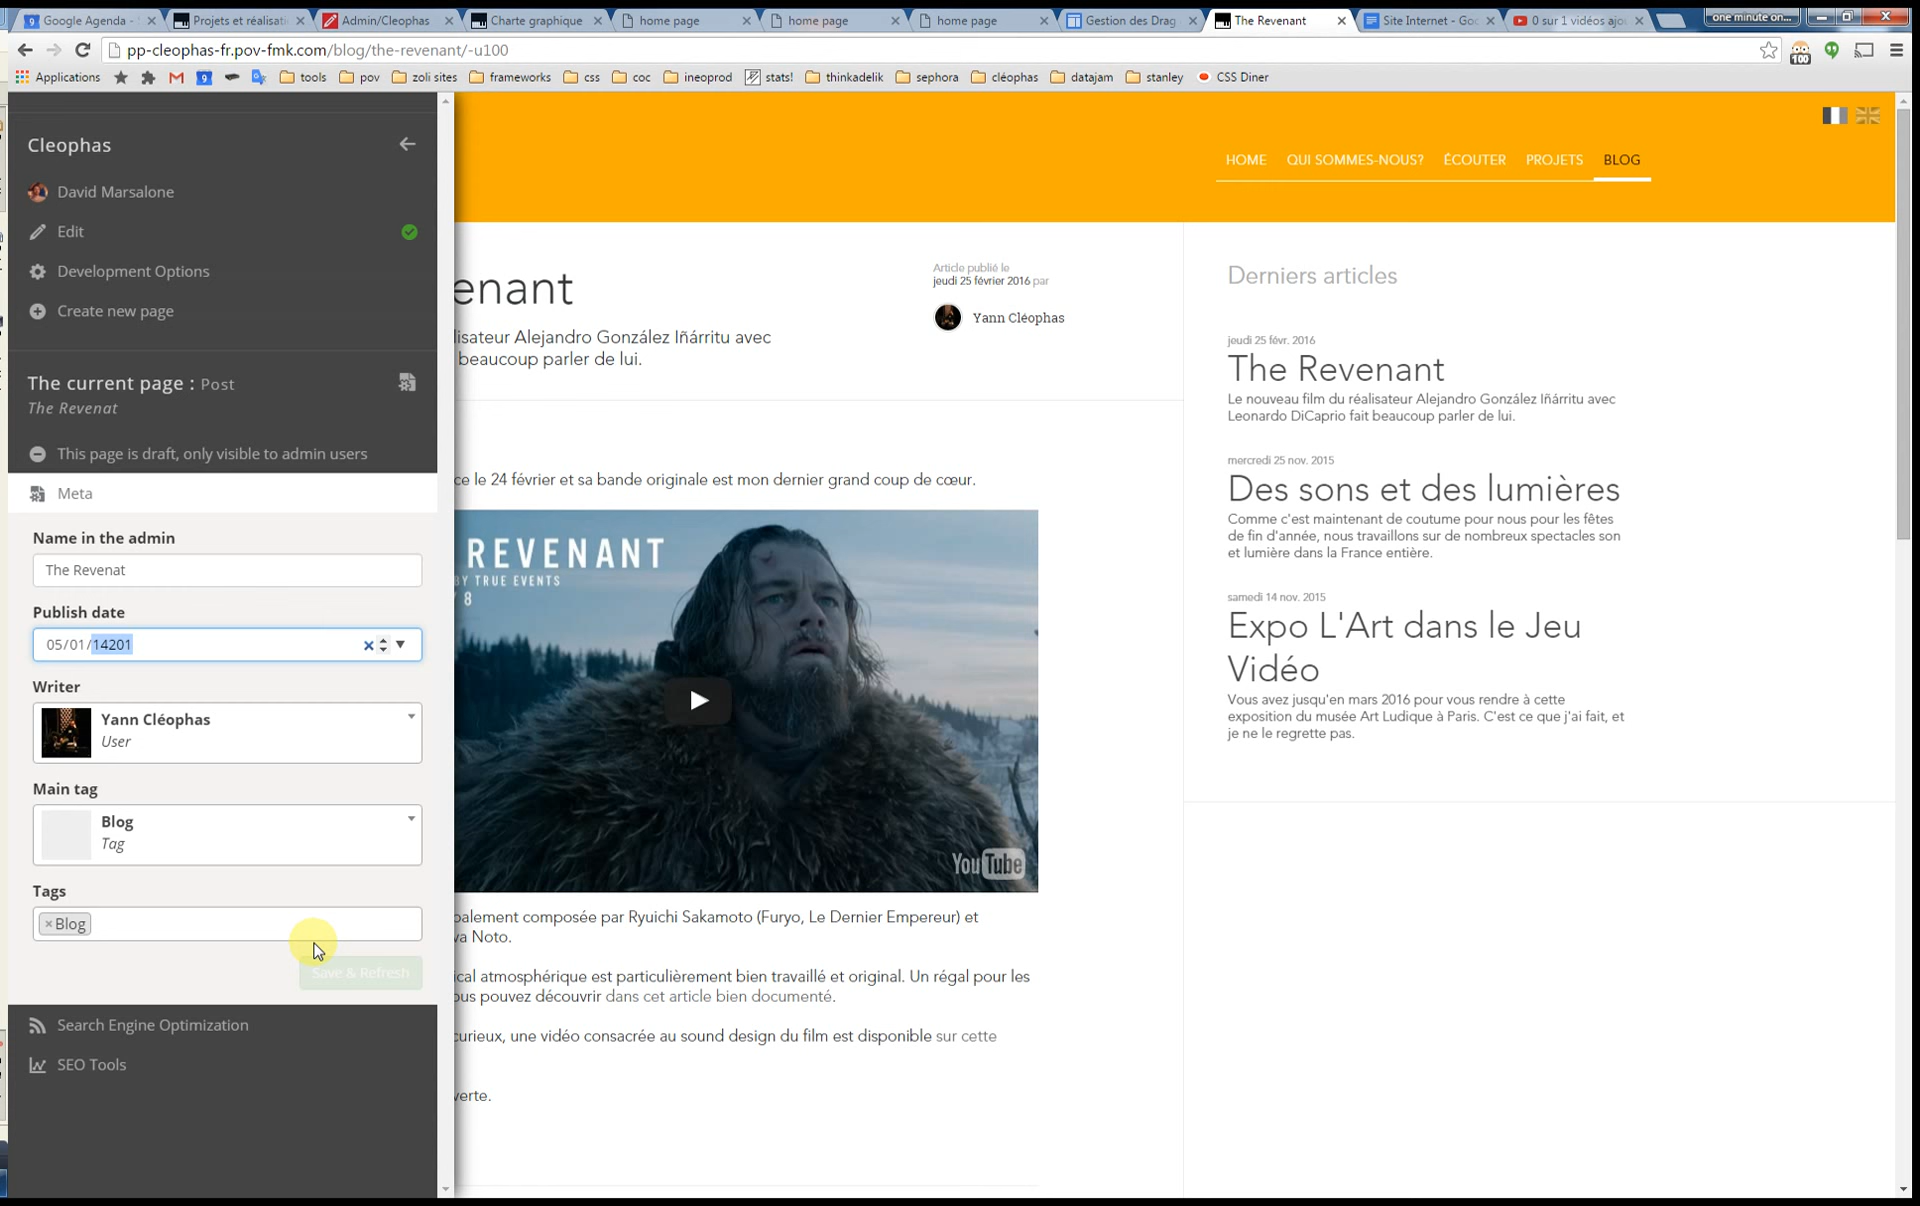 Google Agenda -
Projets et réalisati
Admin/Cleophas
Charte graphique
home page
home page
home page
Gestion des Drag
The Revenant
Site Internet - Goo
0 sur 1 vidéos ajou
one minute on...
pp-cleophas-fr.pov-fmk.com/blog/the-revenant/-u100
100
Applications
9
tools
pov
zoli sites
frameworks
css
coc
ineoprod
stats!
thinkadelik
sephora
cléophas
datajam
stanley
CSS Diner
Cleophas
David Marsalone
Edit
Development Options
Create new page
The current page : Post
The Revenat
This page is draft, only visible to admin users
Meta
Name in the admin
The Revenat
Publish date
05/01/14201
Writer
Yann Cléophas
User
Main tag
Blog
Tag
Tags
×Blog
Save & Refresh
Search Engine Optimization
SEO Tools
HOME
QUI SOMMES-NOUS?
ÉCOUTER
PROJETS
BLOG
enant
lisateur Alejandro González Iñárritu avec
beaucoup parler de lui.
Article publié le
jeudi 25 février 2016 par
Yann Cléophas
ce le 24 février et sa bande originale est mon dernier grand coup de cœur.
REVENANT
BY TRUE EVENTS
8
YouTube
palement composée par Ryuichi Sakamoto (Furyo, Le Dernier Empereur) et
va Noto.
ical atmosphérique est particulièrement bien travaillé et original. Un régal pour les
ous pouvez découvrir dans cet article bien documenté.
curieux, une vidéo consacrée au sound design du film est disponible sur cette
verte.
Derniers articles
jeudi 25 févr. 2016
The Revenant
Le nouveau film du réalisateur Alejandro González Iñárritu avec
Leonardo DiCaprio fait beaucoup parler de lui.
mercredi 25 nov. 2015
Des sons et des lumières
Comme c'est maintenant de coutume pour nous pour les fêtes
de fin d'année, nous travaillons sur de nombreux spectacles son
et lumière dans la France entière.
samedi 14 nov. 2015
Expo L'Art dans le Jeu
Vidéo
Vous avez jusqu'en mars 2016 pour vous rendre à cette
exposition du musée Art Ludique à Paris. C'est ce que j'ai fait, et
je ne le regrette pas.